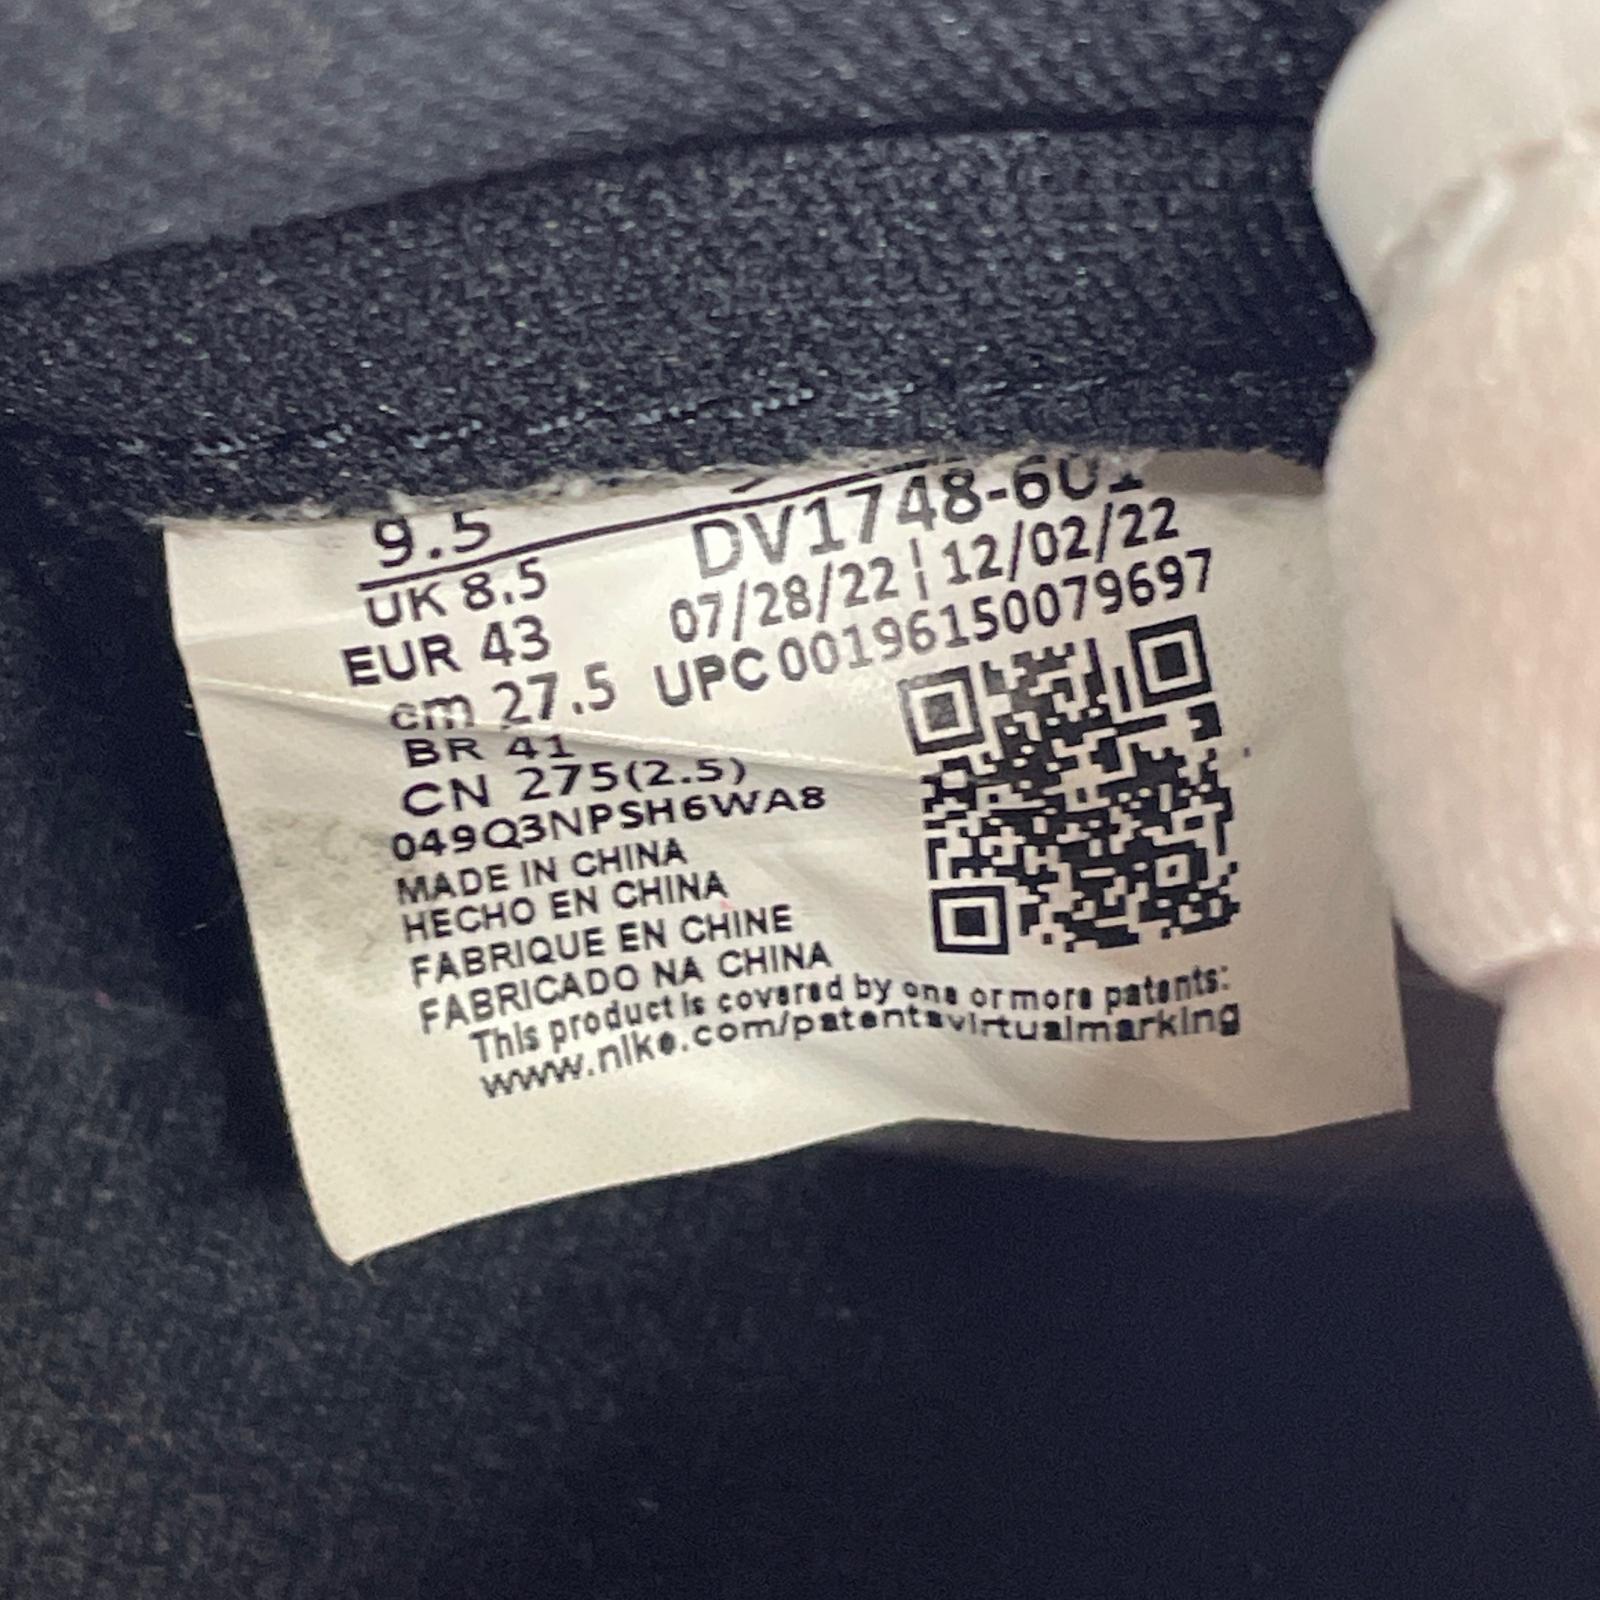 9.5
DV1748-601
UK 8.5
07/28/22 | 12/02/22
EUR 43
UPC 00196150079697
cm 27.5
BR 41
CN 275(2.5)
049Q3NPSH6WA8
MADE IN CHINA
HECHO EN CHINA
FABRIQUE EN CHINE
FABRICADO NA CHINA
This product is covered by one or more patents:
www.nike.com/patentsvirtualmarking